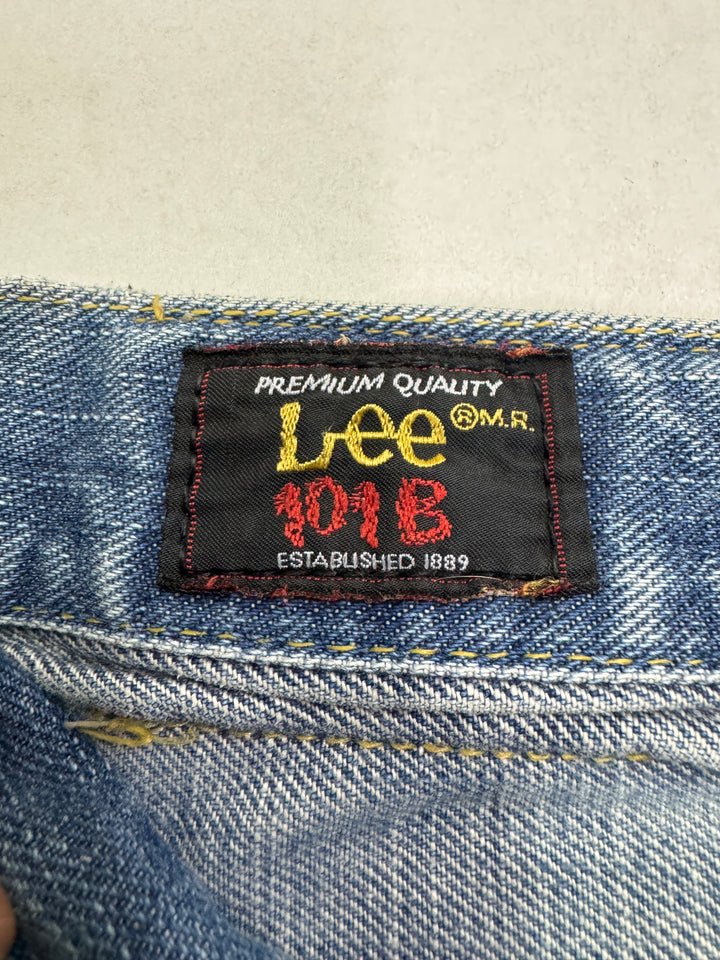 PREMIUM QUALITY
Lee ® M.R.
101 B
ESTABLISHED 1889